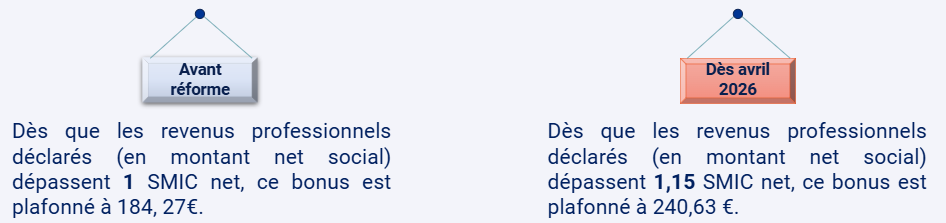 Avant
réforme
Dès que les revenus professionnels
déclarés (en montant net social)
dépassent 1 SMIC net, ce bonus est
plafonné à 184, 27€.
Dès avril
2026
Dès que les revenus professionnels
déclarés (en montant net social)
dépassent 1,15 SMIC net, ce bonus est
plafonné à 240,63 €.